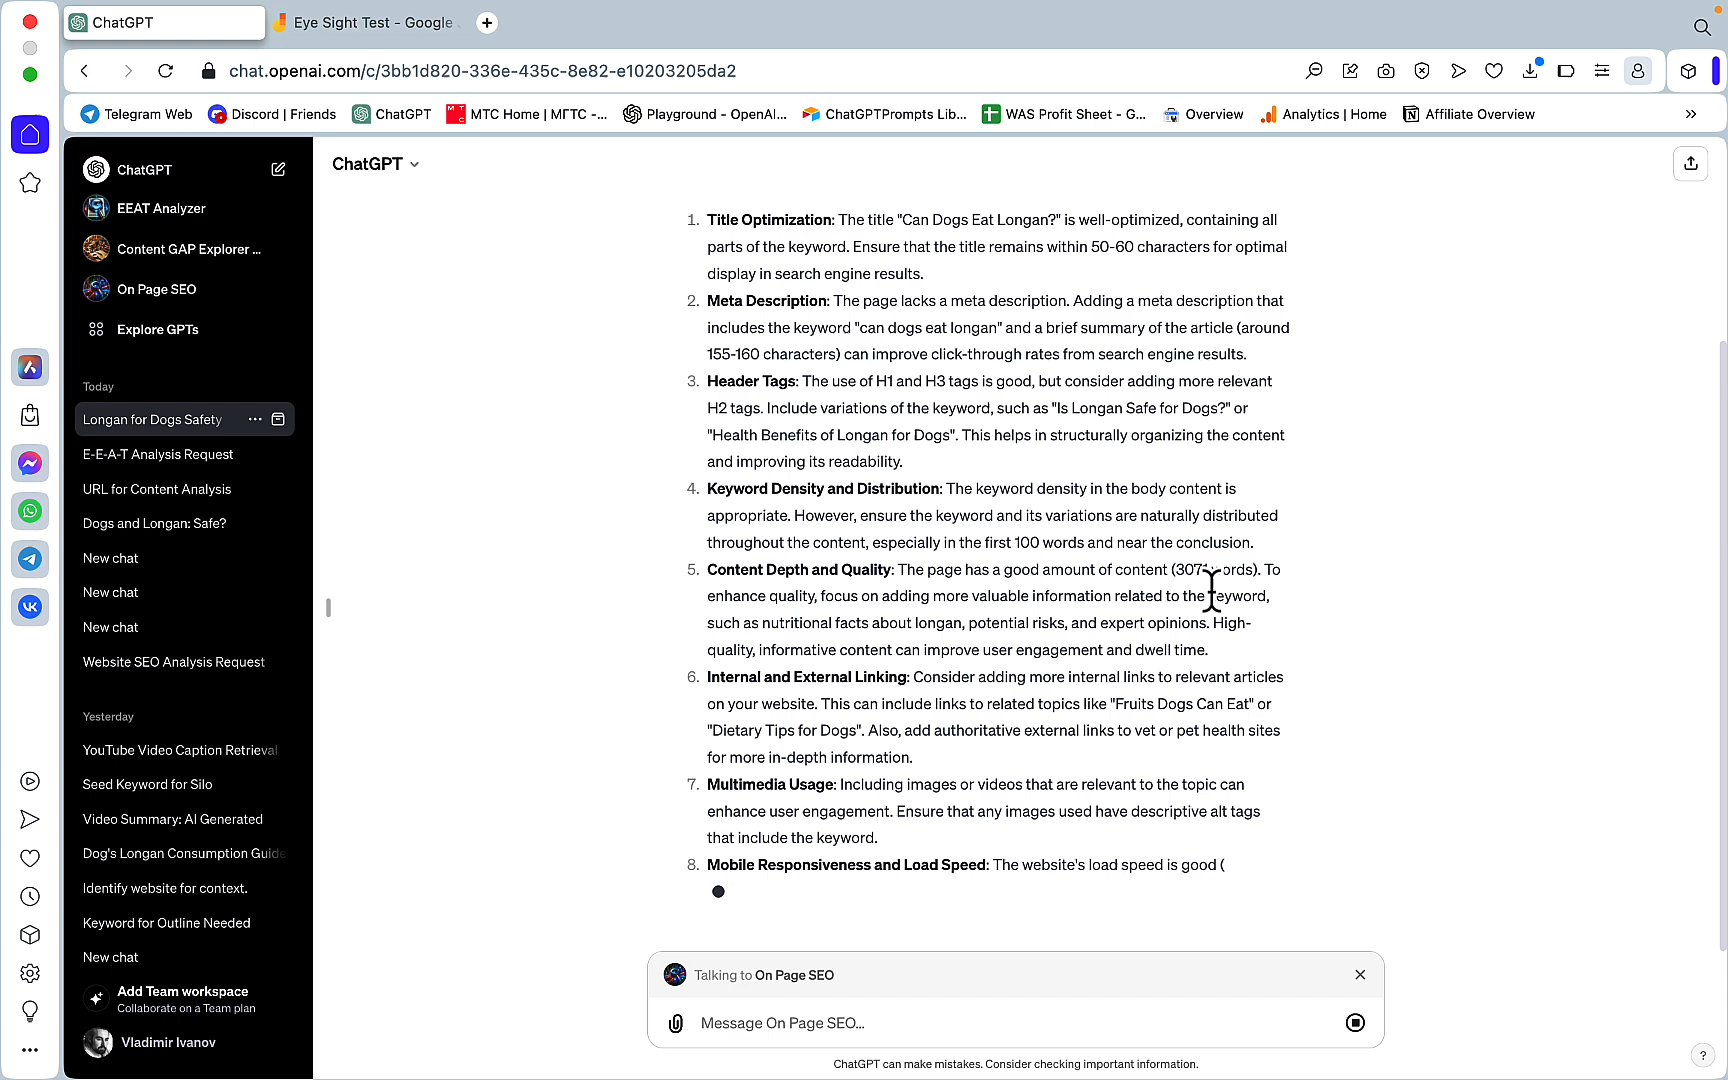 ChatGPT
Eye Sight Test - Google
chat.openai.com/c/3bb1d820-336e-435c-8e82-e10203205da2
Telegram Web
Discord | Friends
ChatGPT
МТС Home | МГТС -...
Playground - OpenAI...
ChatGPTPrompts Lib...
WAS Profit Sheet - G...
Overview
Analytics | Home
Affiliate Overview
ChatGPT
EEAT Analyzer
Content GAP Explorer ...
On Page SEO
Explore GPTs
Today
Longan for Dogs Safety
E-E-A-T Analysis Request
URL for Content Analysis
Dogs and Longan: Safe?
New chat
New chat
New chat
Website SEO Analysis Request
Yesterday
YouTube Video Caption Retrieval
Seed Keyword for Silo
Video Summary: AI Generated
Dog's Longan Consumption Guide
Identify website for context.
Keyword for Outline Needed
New chat
Add Team workspace
Collaborate on a Team plan
Vladimir Ivanov
ChatGPT
1. Title Optimization: The title "Can Dogs Eat Longan?" is well-optimized, containing all
parts of the keyword. Ensure that the title remains within 50-60 characters for optimal
display in search engine results.
2. Meta Description: The page lacks a meta description. Adding a meta description that
includes the keyword "can dogs eat longan" and a brief summary of the article (around
155-160 characters) can improve click-through rates from search engine results.
3. Header Tags: The use of H1 and H3 tags is good, but consider adding more relevant
H2 tags. Include variations of the keyword, such as "Is Longan Safe for Dogs?" or
"Health Benefits of Longan for Dogs". This helps in structurally organizing the content
and improving its readability.
4. Keyword Density and Distribution: The keyword density in the body content is
appropriate. However, ensure the keyword and its variations are naturally distributed
throughout the content, especially in the first 100 words and near the conclusion.
5. Content Depth and Quality: The page has a good amount of content To
enhance quality, focus on adding more valuable information related to the keyword,
such as nutritional facts about longan, potential risks, and expert opinions. High-
quality, informative content can improve user engagement and dwell time.
6. Internal and External Linking: Consider adding more internal links to relevant articles
on your website. This can include links to related topics like "Fruits Dogs Can Eat" or
"Dietary Tips for Dogs". Also, add authoritative external links to vet or pet health sites
for more in-depth information.
7. Multimedia Usage: Including images or videos that are relevant to the topic can
enhance user engagement. Ensure that any images used have descriptive alt tags
that include the keyword.
8. Mobile Responsiveness and Load Speed: The website's load speed is good (
Talking to On Page SEO
Message On Page SEO...
ChatGPT can make mistakes. Consider checking important information.
?